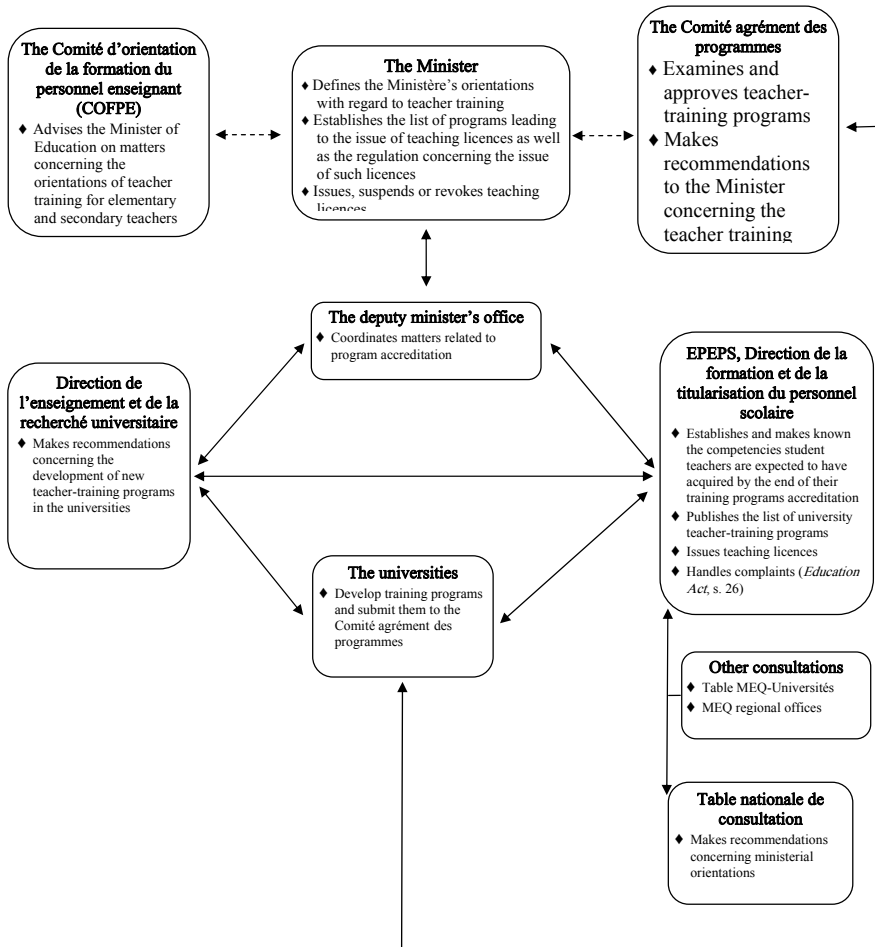 The Comité d'orientation
de la formation du
personnel enseignant
(COFPE)
♦ Advises the Minister of
Education on matters
concerning the
orientations of teacher
training for elementary
and secondary teachers
The Minister
♦ Defines the Ministère's orientations
with regard to teacher training
♦ Establishes the list of programs leading
to the issue of teaching licences as well
as the regulation concerning the issue
of such licences
♦ Issues, suspends or revokes teaching
licences
The Comité agrément des
programmes
♦ Examines and
approves teacher-
training programs
♦ Makes
recommendations
to the Minister
concerning the
teacher training
The deputy minister's office
♦ Coordinates matters related to
program accreditation
Direction de
l'enseignement et de la
recherché universitaire
♦ Makes recommendations
concerning the
development of new
teacher-training programs
in the universities
EPEPS, Direction de la
formation et de la
titularisation du personnel
scolaire
♦ Establishes and makes known
the competencies student
teachers are expected to have
acquired by the end of their
training programs accreditation
♦ Publishes the list of university
teacher-training programs
♦ Issues teaching licences
♦ Handles complaints (Education
Act, s. 26)
The universities
♦ Develop training programs
and submit them to the
Comité agrément des
programmes
Other consultations
♦ Table MEQ-Universités
♦ MEQ regional offices
Table nationale de
consultation
♦ Makes recommendations
concerning ministerial
orientations